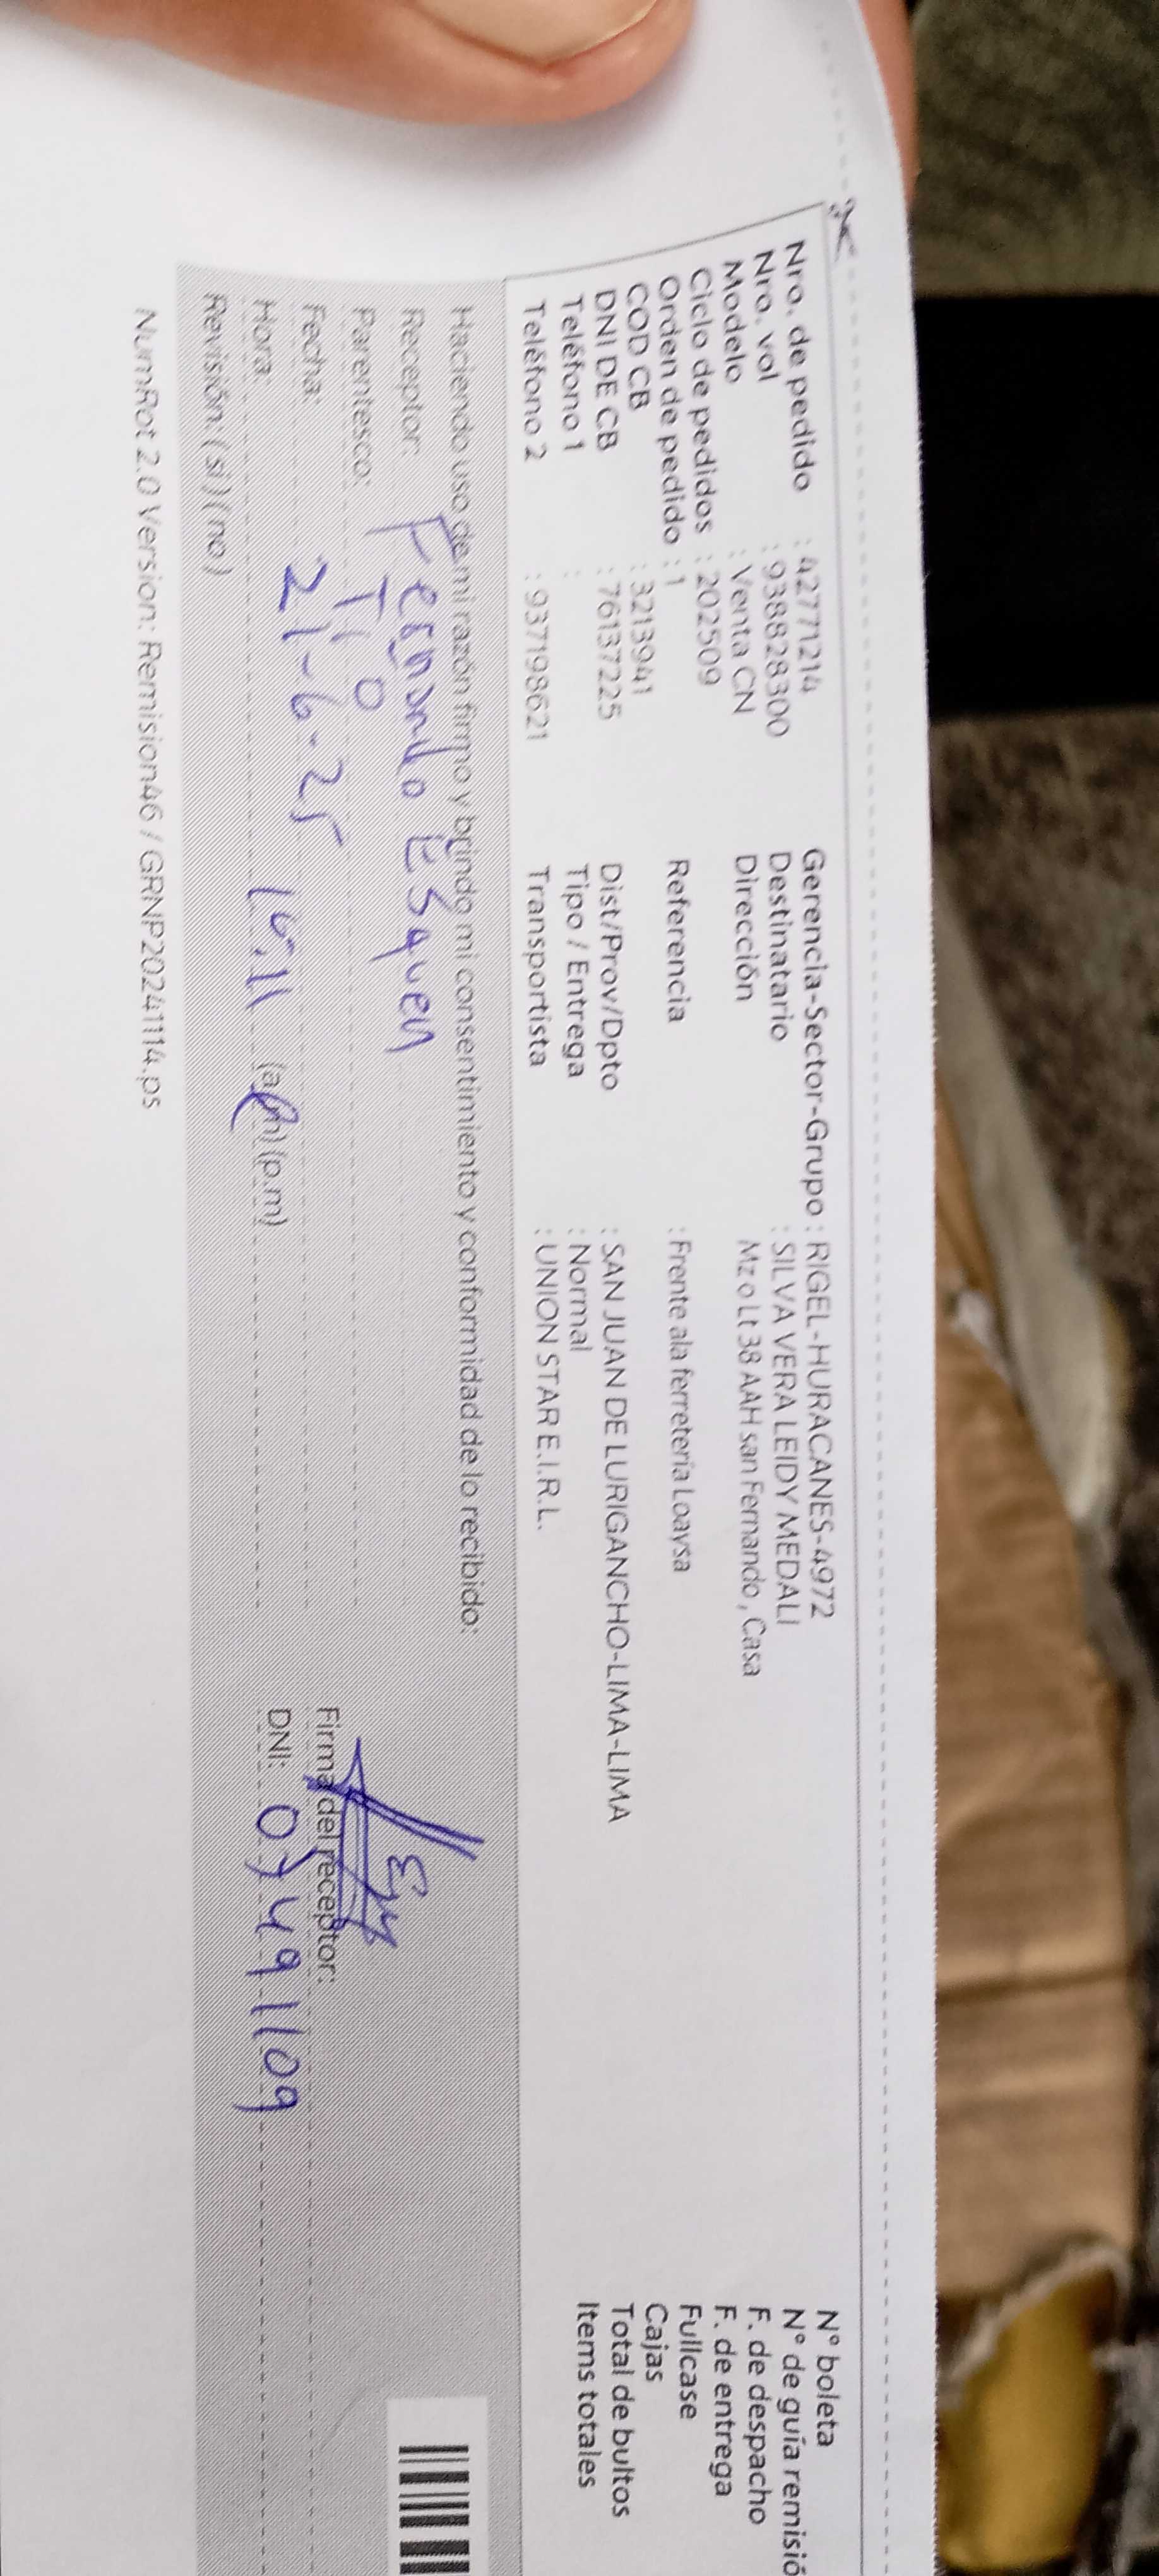 Nro. de pedido : 42771214
Nro. vol : 938828300
Modelo : Venta CN
Ciclo de pedidos : 202509
Orden de pedido : 1
COD CB : 3213941
DNI DE CB : 76137225
Teléfono 1 :
Teléfono 2 : 937198621
Gerencia-Sector-Grupo : RIGEL-HURACANES-4972
Destinatario : SILVA VERA LEIDY MEDALI
Dirección Mz o Lt 38 AAH san Fernando , Casa
Referencia : Frente ala ferreteria Loaysa
Dist/Prov/Dpto : SAN JUAN DE LURIGANCHO-LIMA-LIMA
Tipo / Entrega : Normal
Transportista : UNION STAR E.I.R.L.
N° boleta
N° de guía remisió
F. de despacho
F. de entrega
Fullcase
Cajas
Total de bultos
Items totales
Haciendo uso de mi razón firmo y brindo mi consentimiento y conformidad de lo recibido:
Receptor: Fernando Esquen
Parentesco: Tio
Fecha: 21-6-25
Hora: (a.m) (p.m)
Revisión: ( si ) ( no )
Firma del receptor:
DNI: 07491109
NumRot 2.0 Version: Remision46 / GRNP20241114.ps